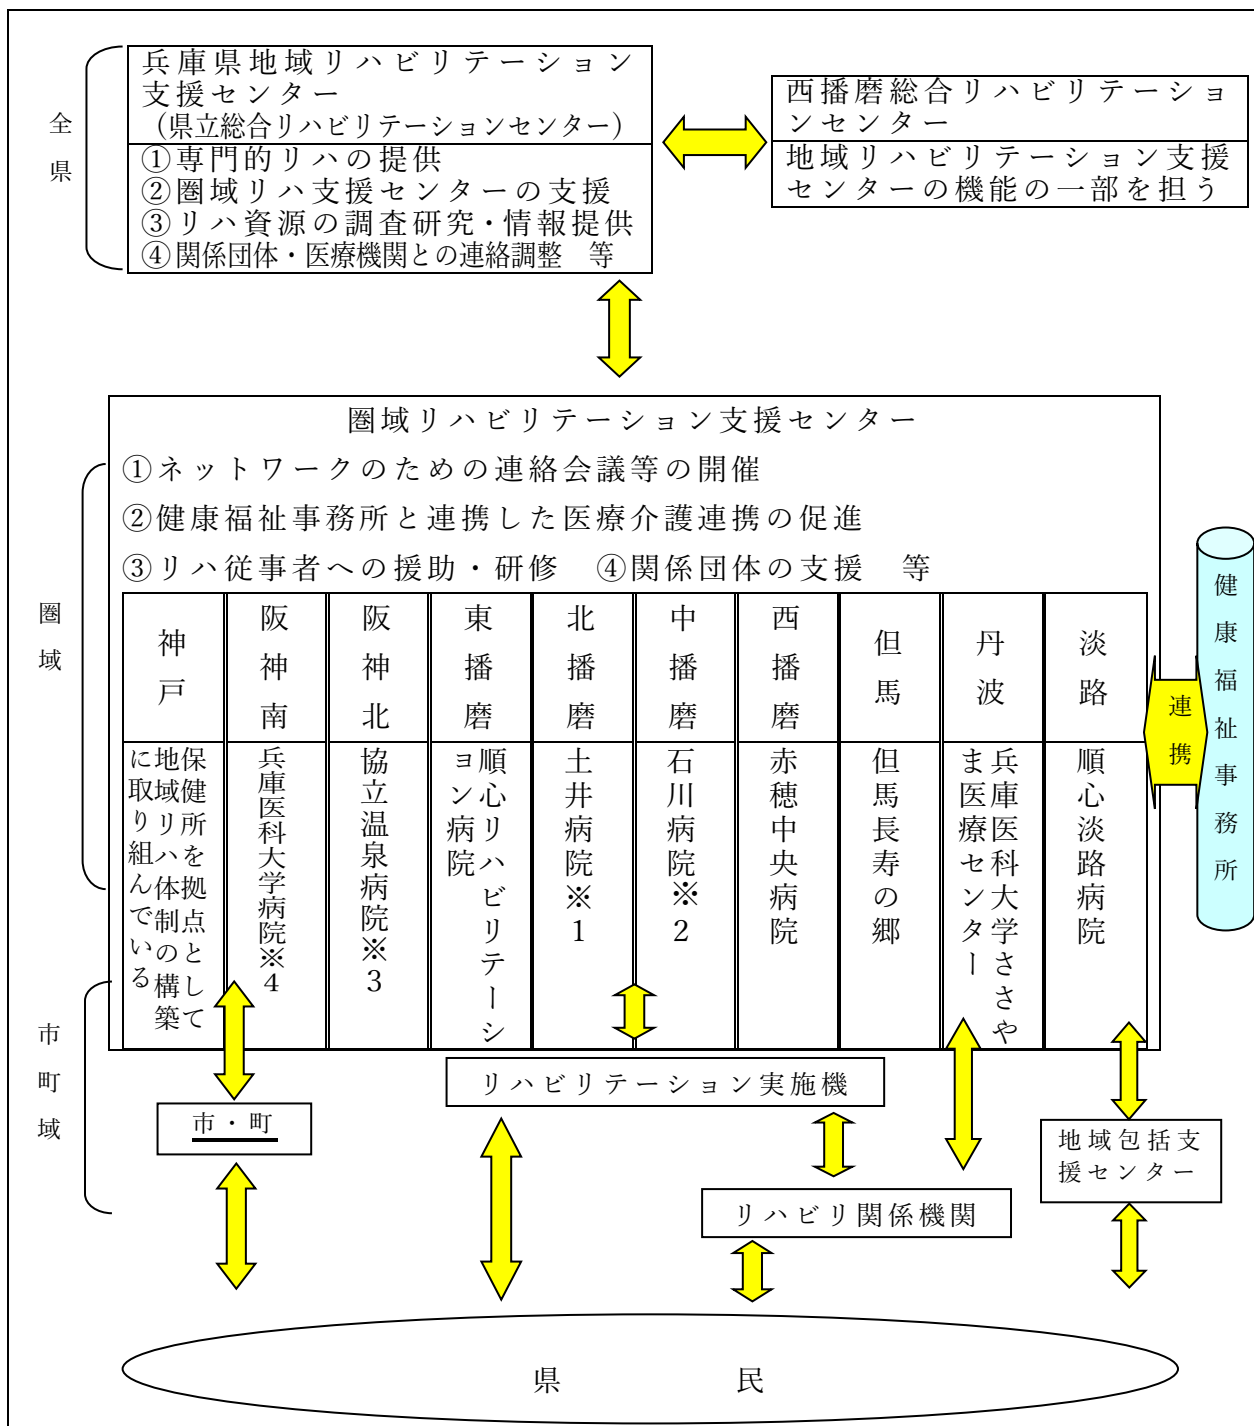 全県
兵庫県地域リハビリテーション
支援センター
（県立総合リハビリテーションセンター）
①専門的リハの提供
②圏域リハ支援センターの支援
③リハ資源の調査研究・情報提供
④関係団体・医療機関との連絡調整　等
西播磨総合リハビリテーショ
ンセンター
地域リハビリテーション支援
センターの機能の一部を担う
圏域
圏域リハビリテーション支援センター
①ネットワークのための連絡会議等の開催
②健康福祉事務所と連携した医療介護連携の促進
③リハ従事者への援助・研修　④関係団体の支援　等
神戸
保健所を拠点として
地域リハ体制の構築
に取り組んでいる
阪神南
兵庫医科大学病院※4
阪神北
協立温泉病院※3
東播磨
順心リハビリテーシ
ョン病院
北播磨
土井病院※1
中播磨
石川病院※2
西播磨
赤穂中央病院
但馬
但馬長寿の郷
丹波
兵庫医科大学ささや
ま医療センター
淡路
順心淡路病院
連携
健康福祉事務所
市町域
市・町
リハビリテーション実施機
リハビリ関係機関
地域包括支
援センター
県　民